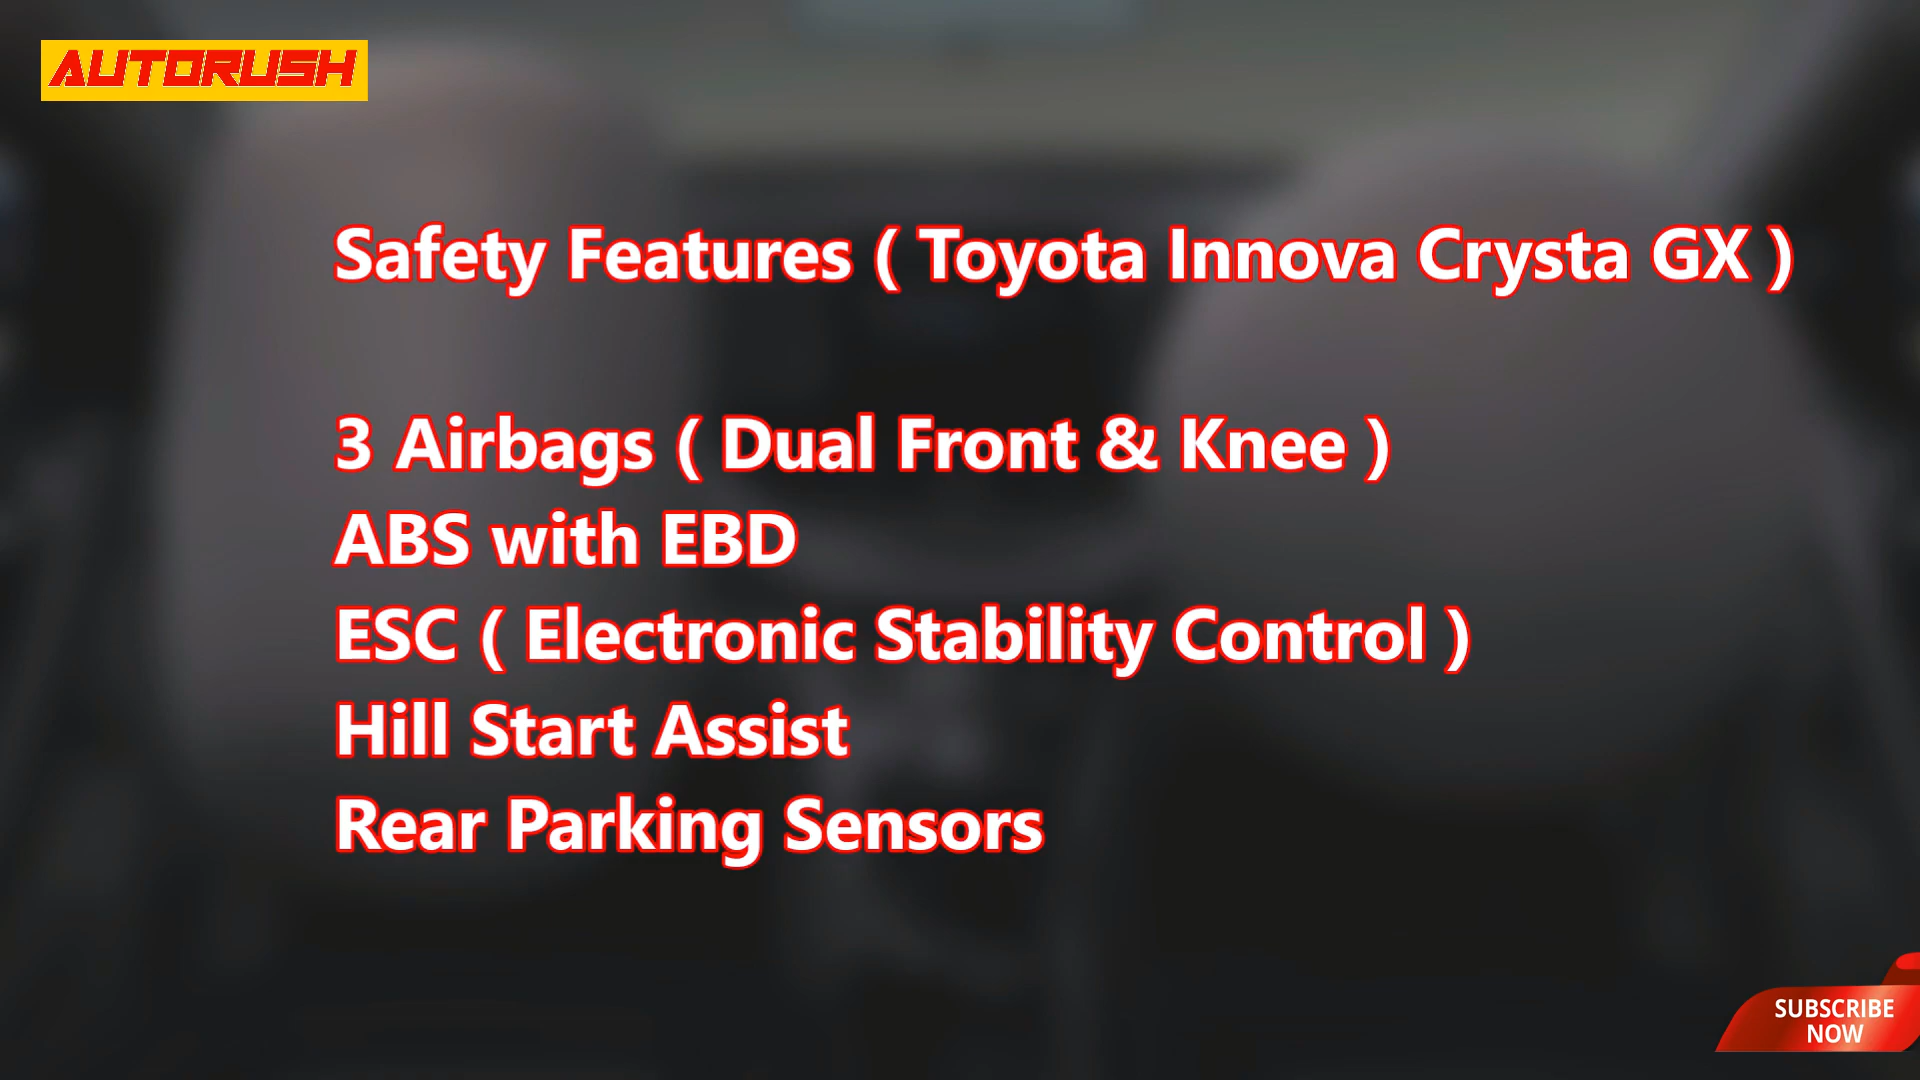 AUTORUSH
Safety Features ( Toyota Innova Crysta GX )
3 Airbags ( Dual Front & Knee )
ABS with EBD
ESC ( Electronic Stability Control )
Hill Start Assist
Rear Parking Sensors
SUBSCRIBE
NOW